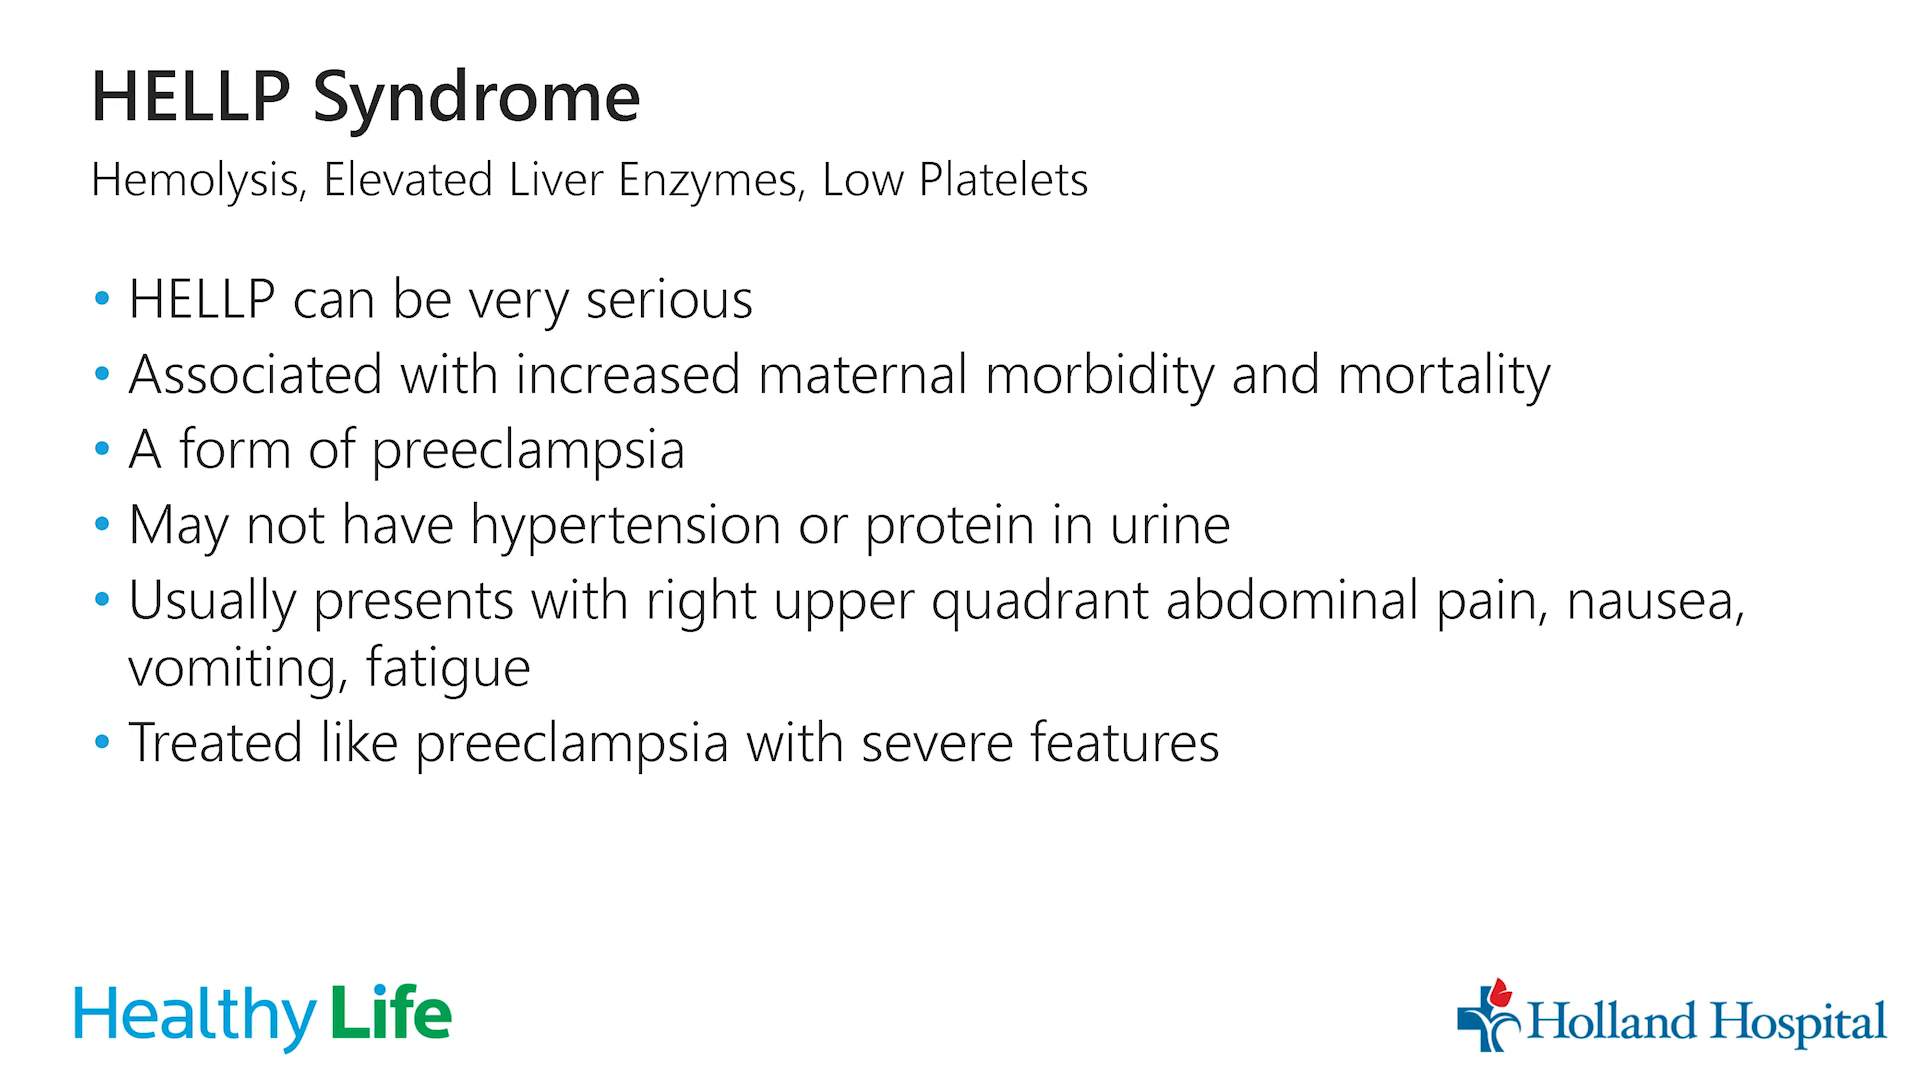 HELLP Syndrome
Hemolysis, Elevated Liver Enzymes, Low Platelets
• HELLP can be very serious
• Associated with increased maternal morbidity and mortality
• A form of preeclampsia
• May not have hypertension or protein in urine
• Usually presents with right upper quadrant abdominal pain, nausea,
vomiting, fatigue
• Treated like preeclampsia with severe features
Healthy Life
Holland Hospital